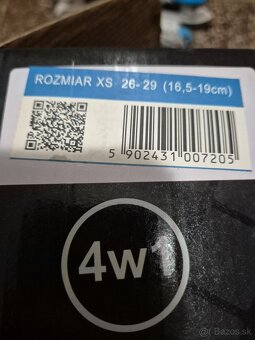 ROZMIAR XS 26-29 (16,5-19cm)
5 902431 007205
4w1
Bazos.sk